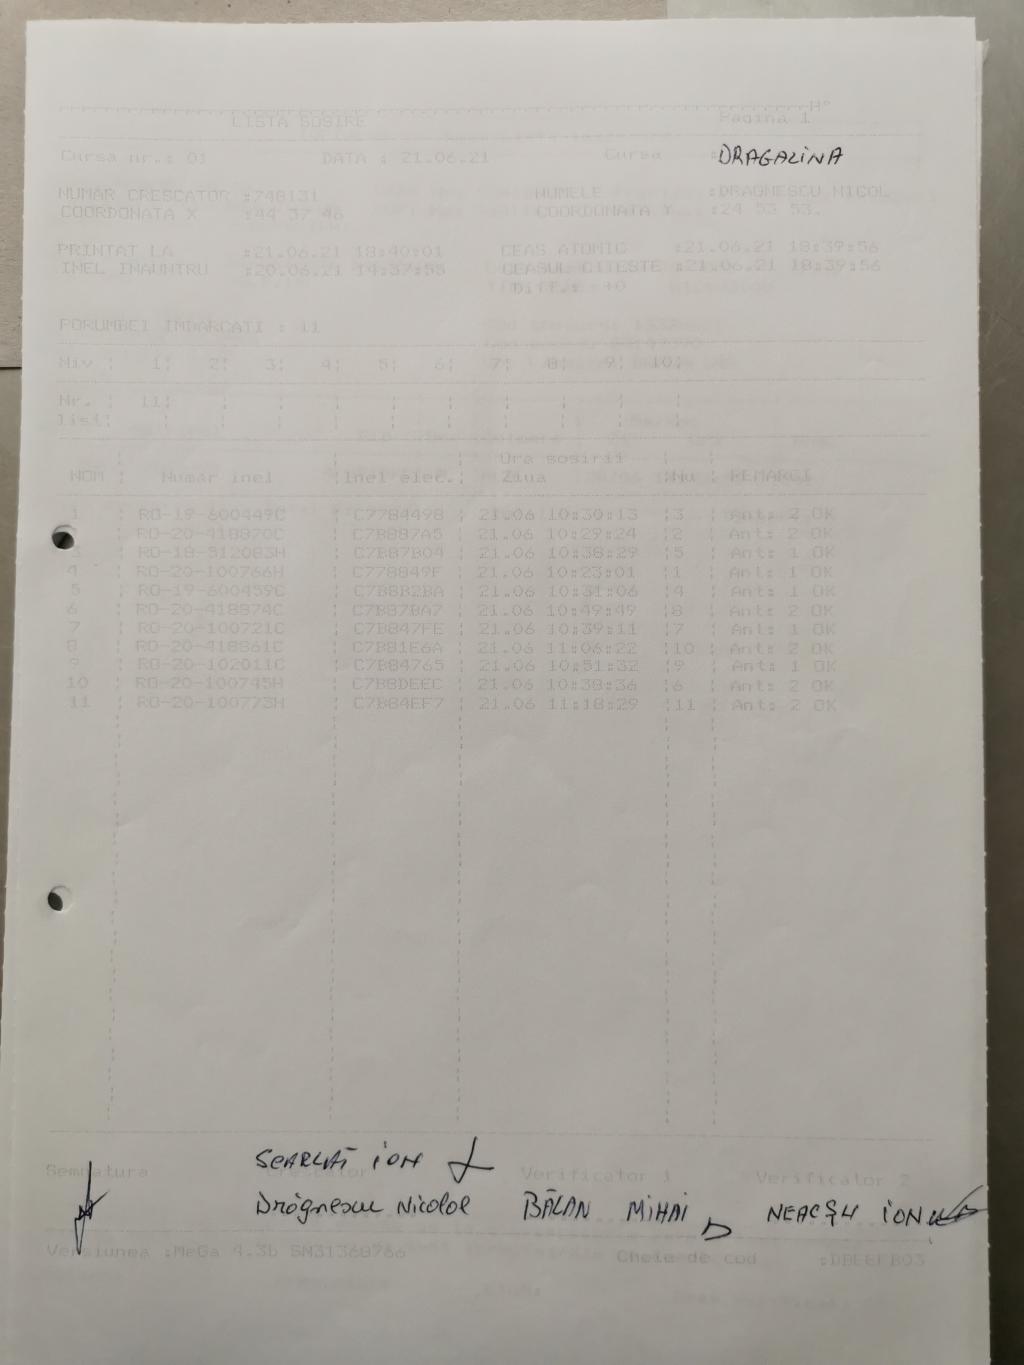 N°
LISTA SOSIRE Pagina 1
Cursa nr.: 01 DATA : 21.06.21 Cursa :DRAGALINA
NUMAR CRESCATOR :748131 NUMELE :DRAGNESCU NICOL
COORDONATA X :44 37 46 COORDONATA Y :24 53 53.
PRINTAT LA :21.06.21 18:40:01 CEAS ATOMIC :21.06.21 18:39:56
INEL INAUNTRU :20.06.21 14:37:55 CEASUL CITESTE :21.06.21 18:39:56
Diff.: +0
PORUMBEI IMBARCATI : 11
Niv : 1: 2: 3: 4: 5: 6: 7: 8: 9: 10:
Nr. : 11:
list:
Ora sosirii
NOM : Numar inel :Inel elec.: Ziua :Nu : REMARCI
1 : RO-19-600449C : C7784498 : 21.06 10:30:13 :3 : Ant: 2 OK
RO-20-418870C : C7B887A5 : 21.06 10:29:24 :2 : Ant: 2 OK
3 : RO-18-512083H : C7B87B04 : 21.06 10:38:29 :5 : Ant: 1 OK
4 : RO-20-100766H : C778849F : 21.06 10:23:01 :1 : Ant: 1 OK
5 : RO-19-600459C : C7B8B2BA : 21.06 10:31:06 :4 : Ant: 1 OK
6 : RO-20-418874C : C7B87BA7 : 21.06 10:49:49 :8 : Ant: 2 OK
7 : RO-20-100721C : C7B847FE : 21.06 10:39:11 :7 : Ant: 1 OK
8 : RO-20-418861C : C7B81E6A : 21.06 11:06:22 :10 : Ant: 2 OK
9 : RO-20-102011C : C7B84765 : 21.06 10:51:32 :9 : Ant: 1 OK
10 : RO-20-100745H : C7B8DEEC : 21.06 10:38:36 :6 : Ant: 2 OK
11 : RO-20-100773H : C7B84EF7 : 21.06 11:18:29 :11 : Ant: 2 OK
SCARLAT ION
Semnatura Crescator Verificator 1 Verificator 2
Drăgnescu Nicolae BĂLAN MIHAI NEACȘU ION
Versiunea :MeGa 4.3b SN31368766 Cheie de cod :DBEEFB03